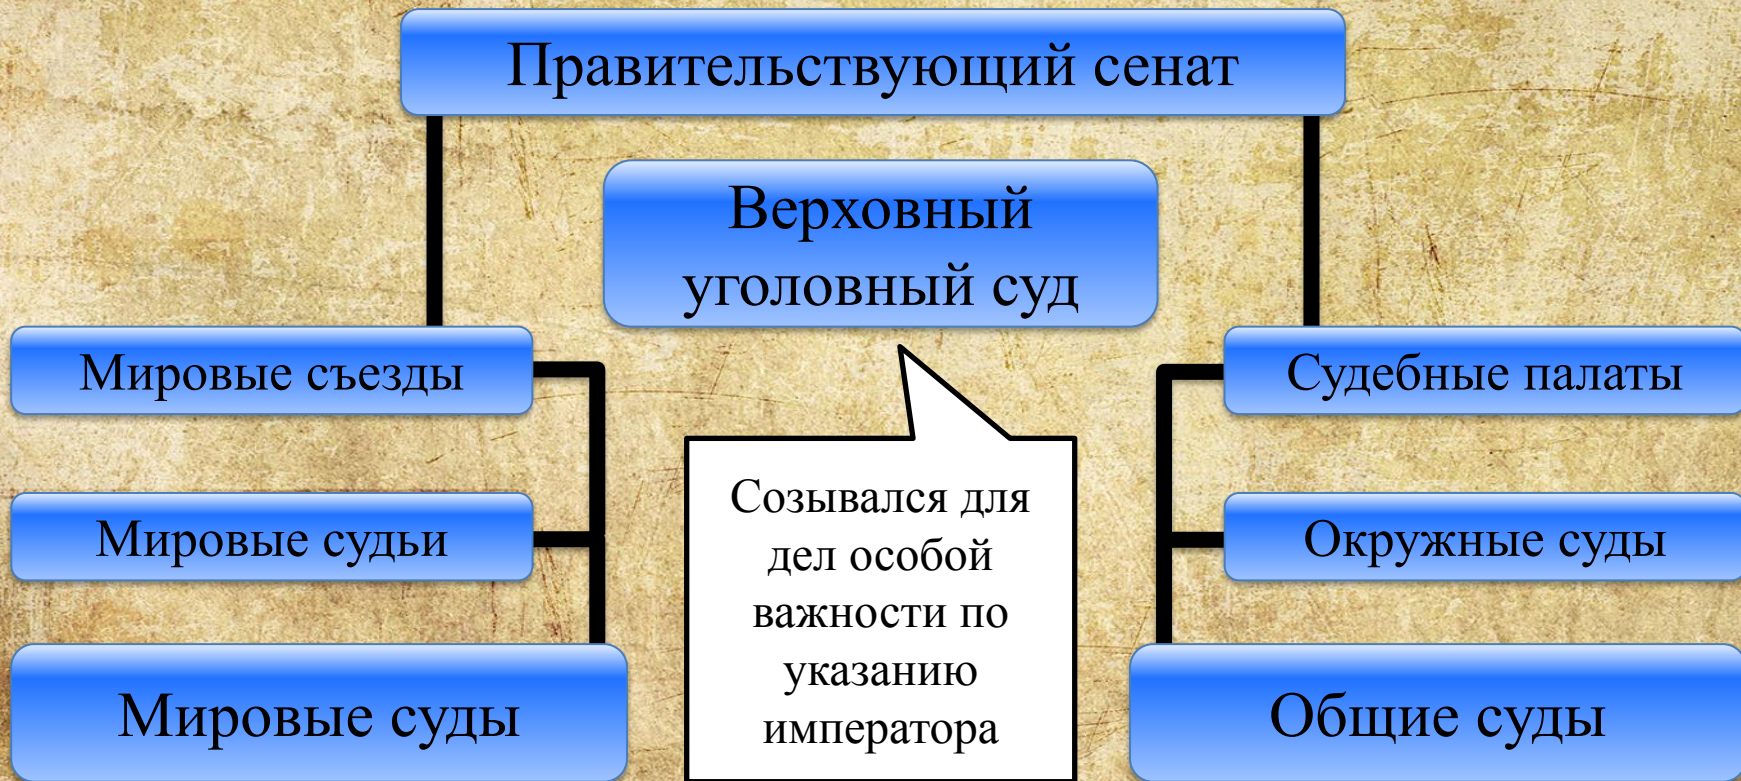 Правительствующий сенат
Верховный
уголовный суд
Мировые съезды
Судебные палаты
Мировые судьи
Окружные суды
Созывался для
дел особой
важности по
указанию
императора
Мировые суды
Общие суды